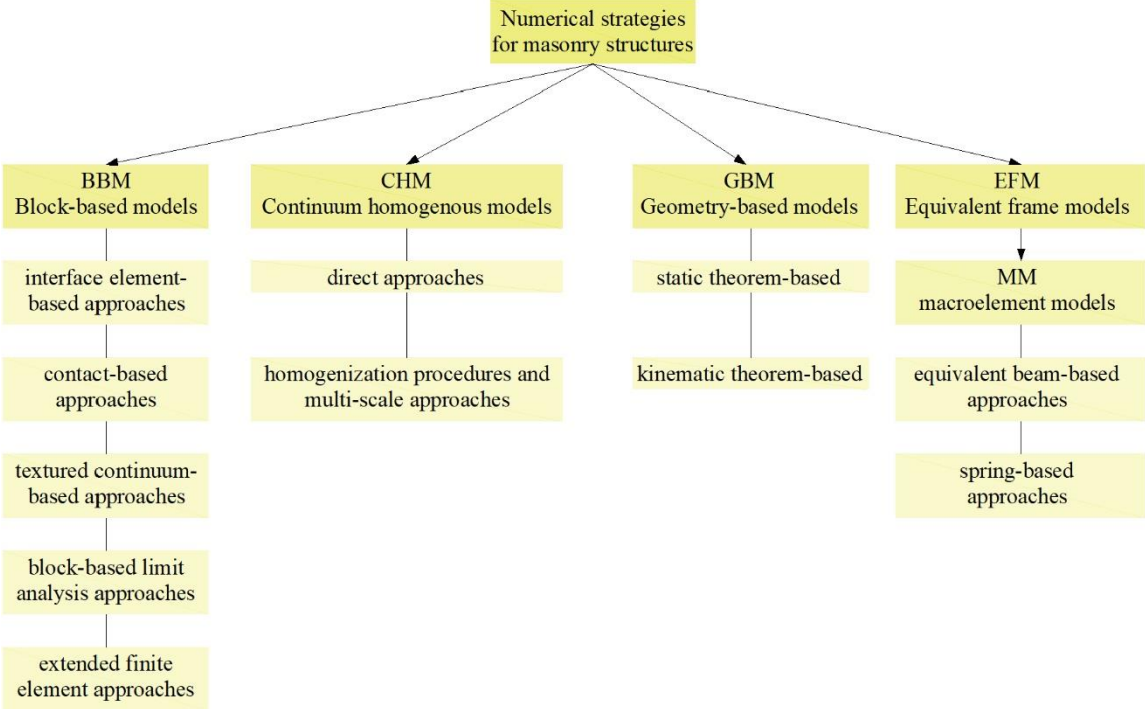 Numerical strategies
for masonry structures
BBM
Block-based models
CHM
Continuum homogenous models
GBM
Geometry-based models
EFM
Equivalent frame models
interface element-
based approaches
contact-based
approaches
textured continuum-
based approaches
block-based limit
analysis approaches
extended finite
element approaches
direct approaches
homogenization procedures and
multi-scale approaches
static theorem-based
kinematic theorem-based
MM
macroelement models
equivalent beam-based
approaches
spring-based
approaches